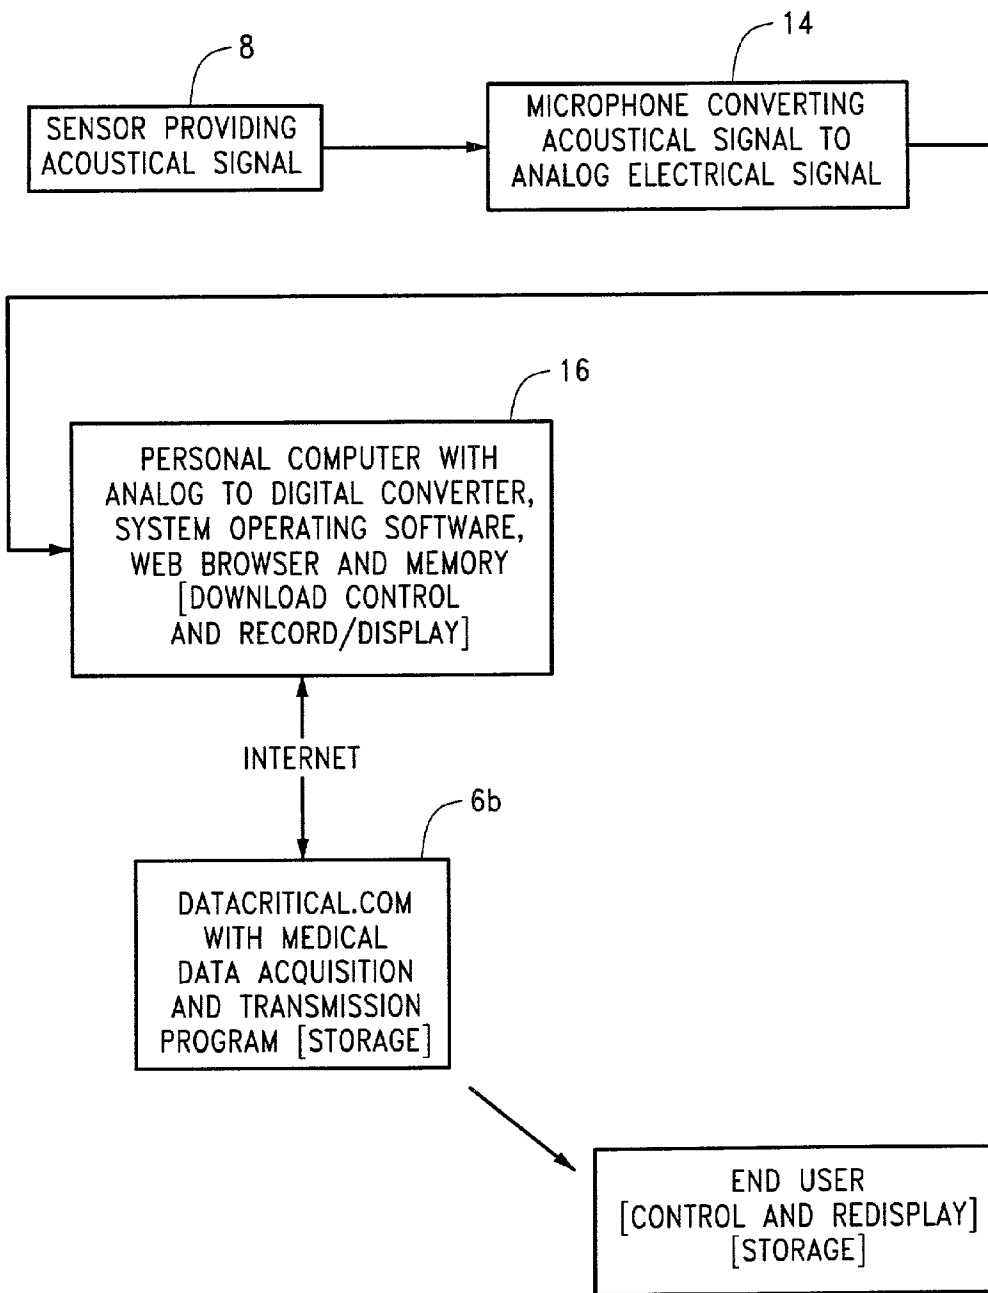 8
SENSOR PROVIDING
ACOUSTICAL SIGNAL
14
MICROPHONE CONVERTING
ACOUSTICAL SIGNAL TO
ANALOG ELECTRICAL SIGNAL
16
PERSONAL COMPUTER WITH
ANALOG TO DIGITAL CONVERTER,
SYSTEM OPERATING SOFTWARE,
WEB BROWSER AND MEMORY
[DOWNLOAD CONTROL
AND RECORD/DISPLAY]
INTERNET
6b
DATACRITICAL.COM
WITH MEDICAL
DATA ACQUISITION
AND TRANSMISSION
PROGRAM [STORAGE]
END USER
[CONTROL AND REDISPLAY]
[STORAGE]